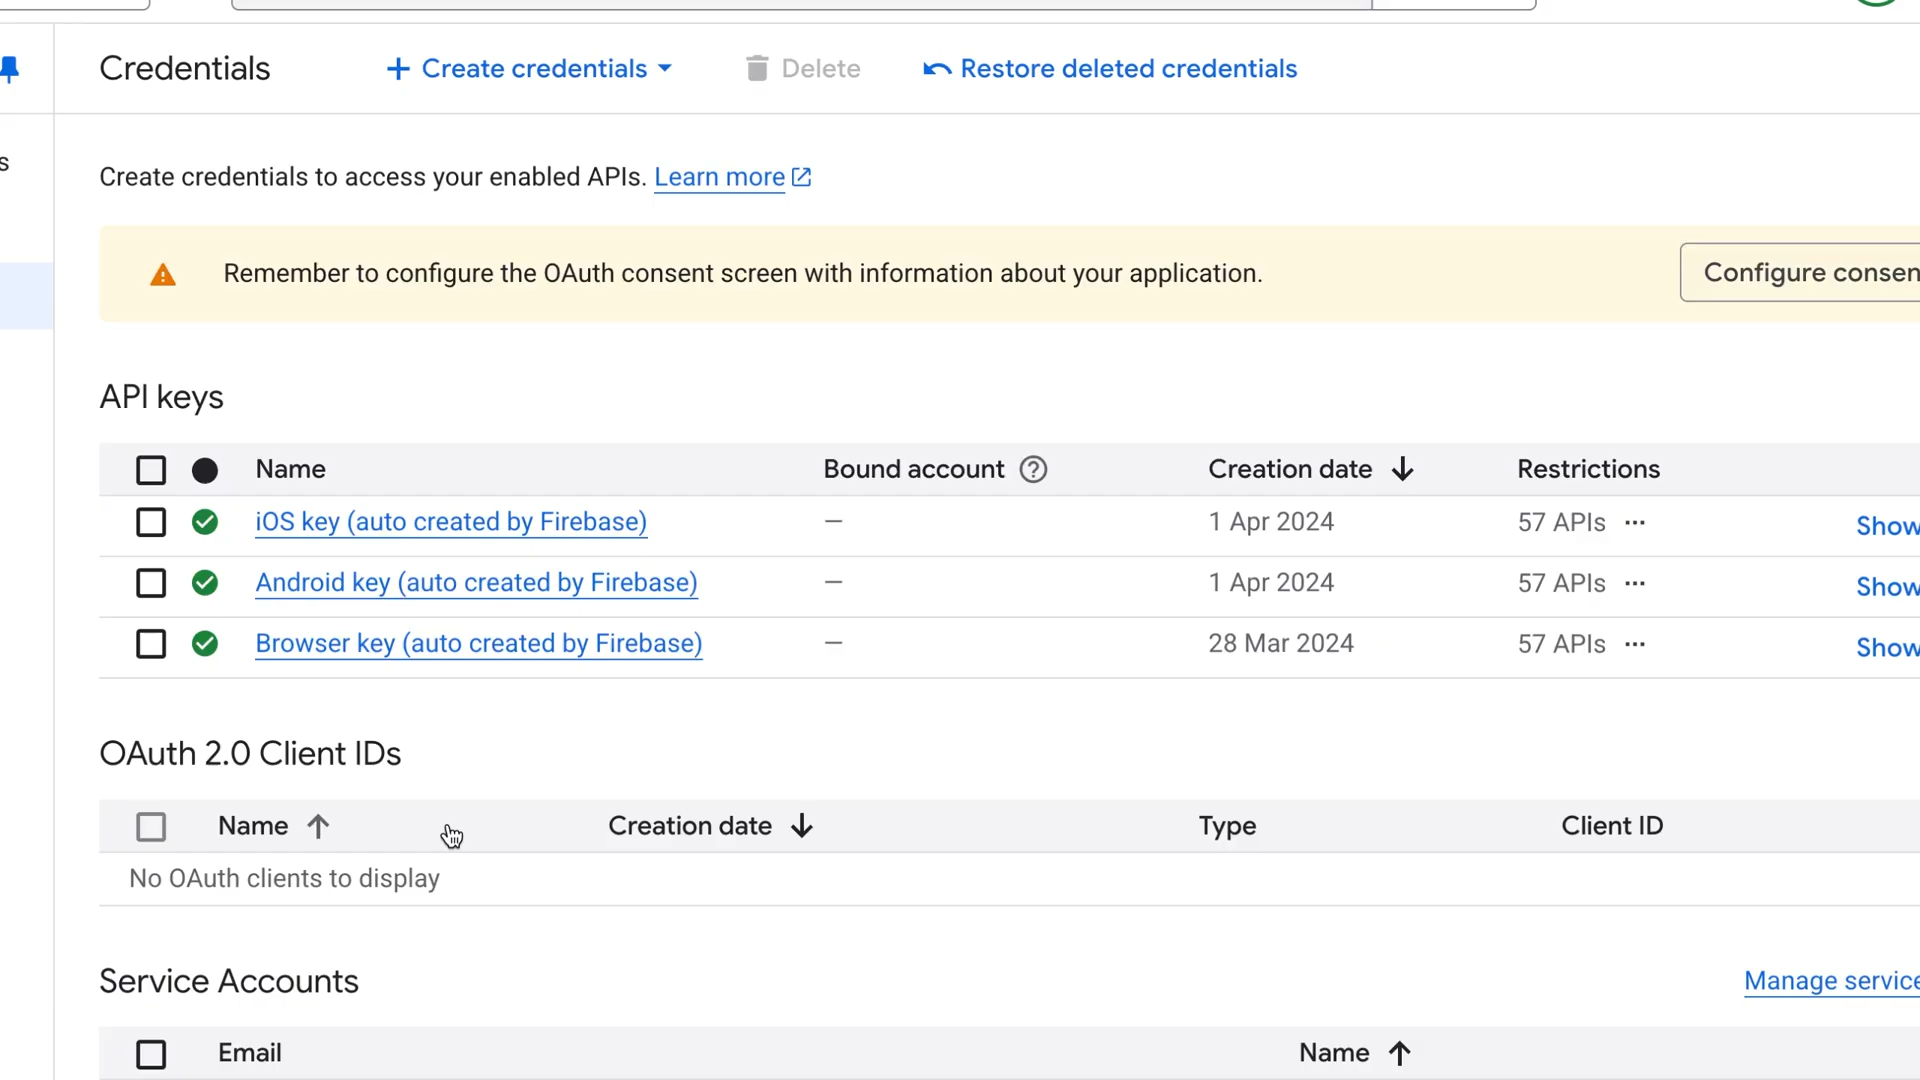 Credentials
Create credentials
Delete
Restore deleted credentials
s
Create credentials to access your enabled APIs. Learn more
Remember to configure the OAuth consent screen with information about your application.
Configure consen
API keys
Name Bound account Creation date Restrictions
iOS key (auto created by Firebase) — 1 Apr 2024 57 APIs ... Show
Android key (auto created by Firebase) — 1 Apr 2024 57 APIs ... Show
Browser key (auto created by Firebase) — 28 Mar 2024 57 APIs ... Show
OAuth 2.0 Client IDs
Name Creation date Type Client ID
No OAuth clients to display
Service Accounts
Manage service
Email Name